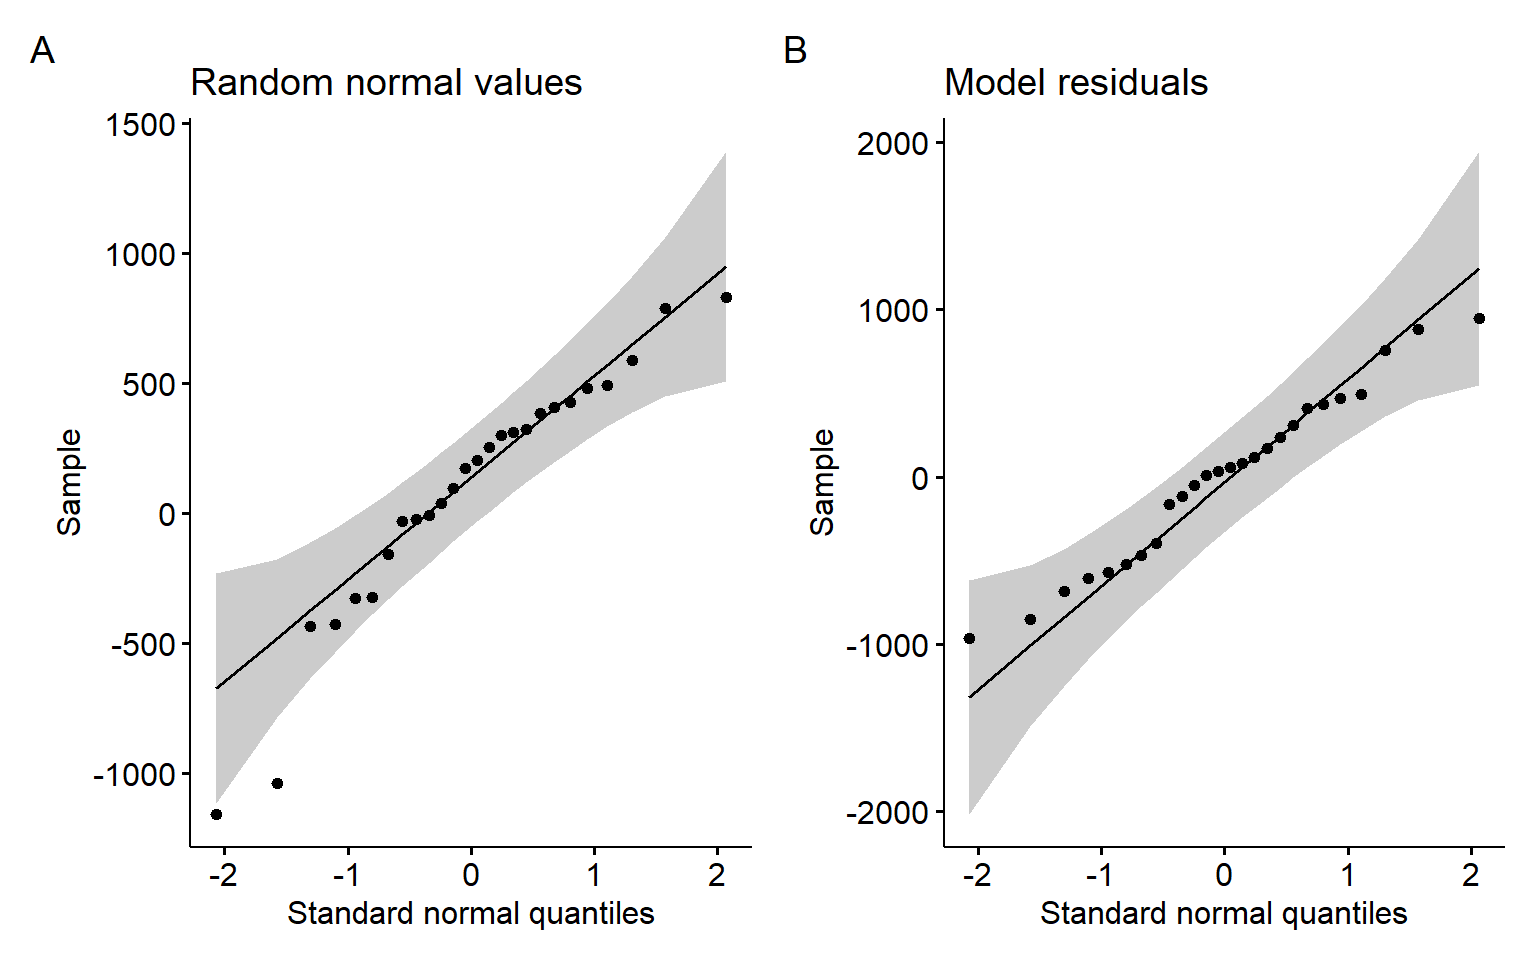 A
Random normal values
1500
1000
500
0
-500
-1000
Sample
-2 -1 0 1 2
Standard normal quantiles
B
Model residuals
2000
1000
0
-1000
-2000
Sample
-2 -1 0 1 2
Standard normal quantiles